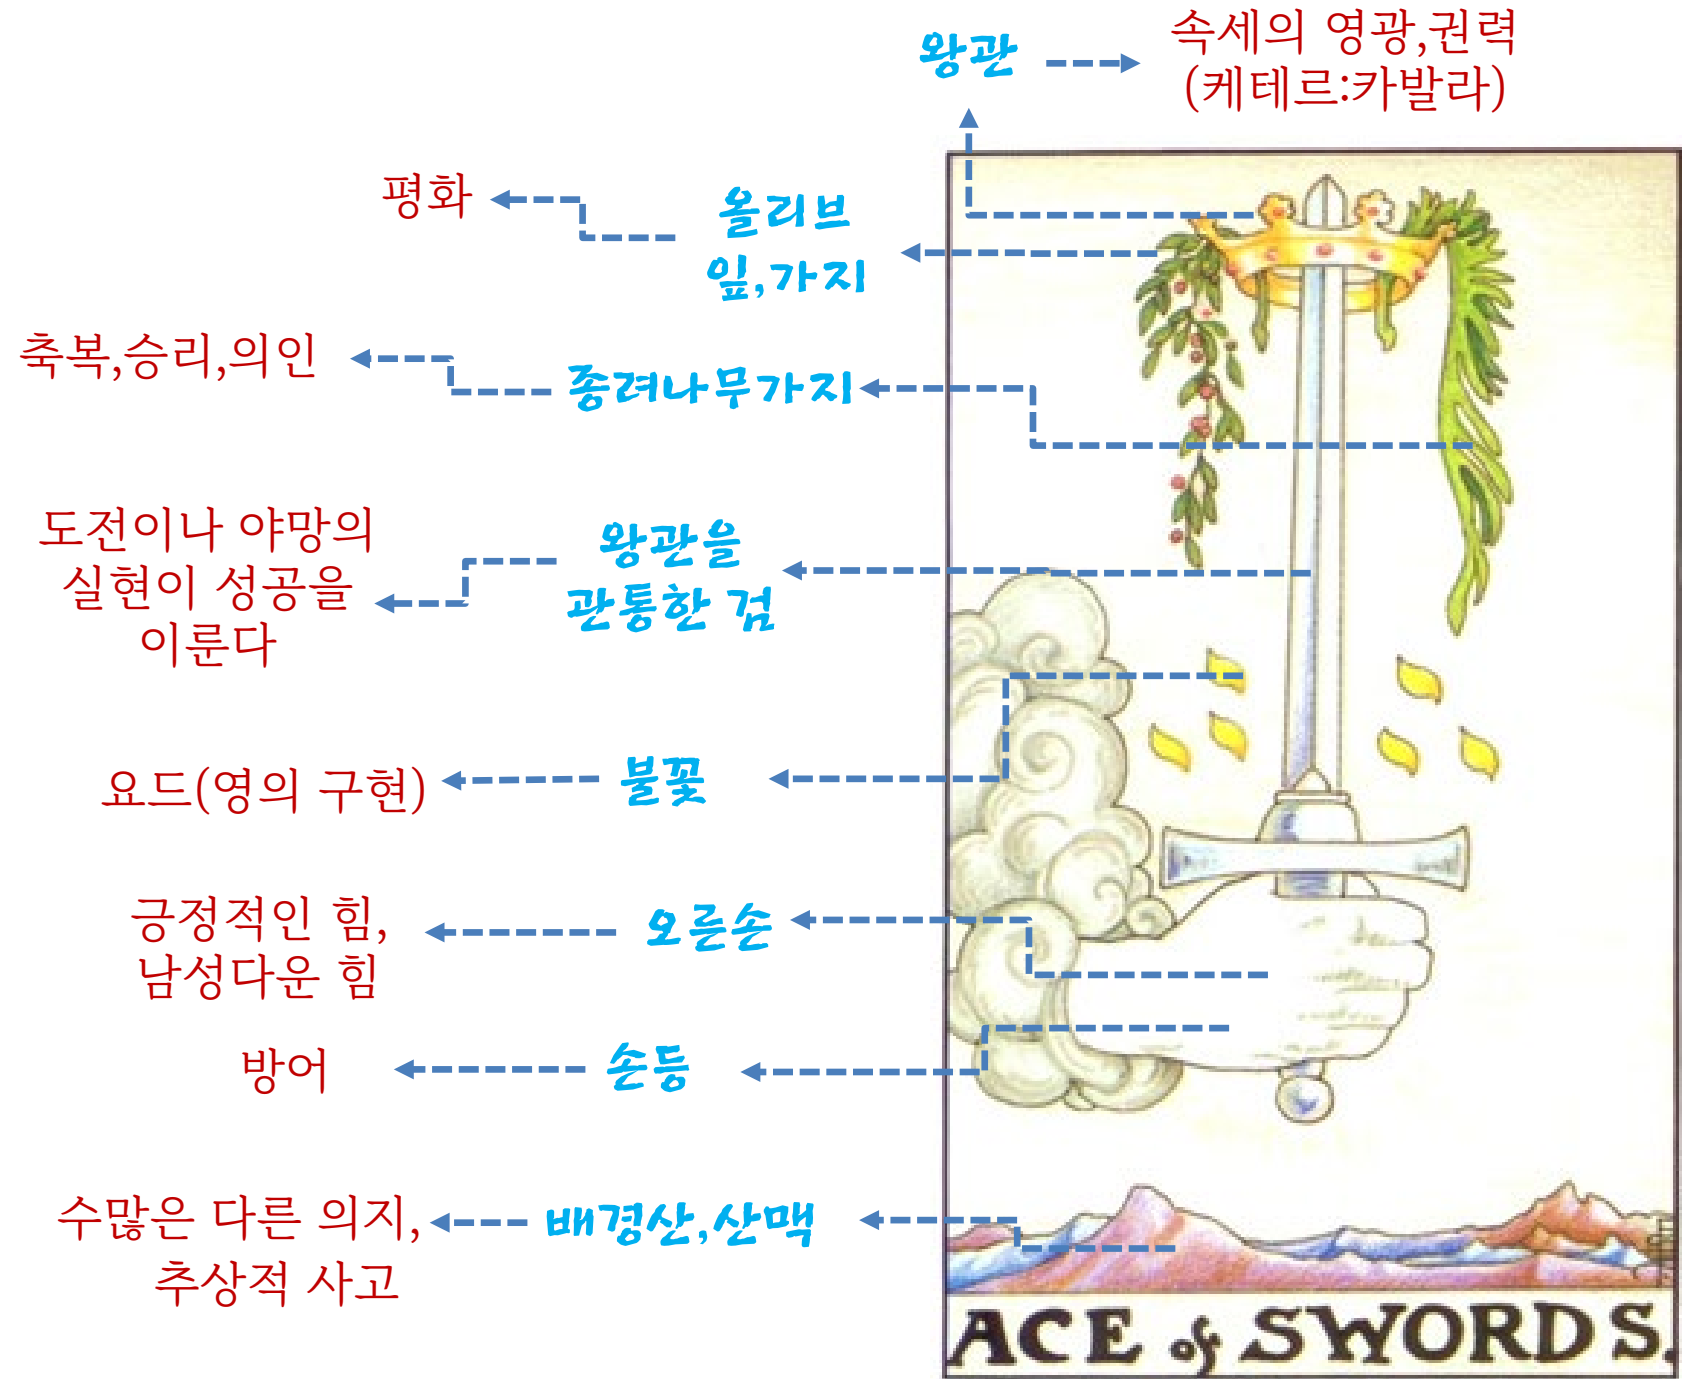 왕관
속세의 영광,권력
(케테르:카발라)
평화
올리브
잎,가지
축복,승리,의인
종려나무가지
도전이나 야망의
실현이 성공을
이룬다
왕관을
관통한 검
요드(영의 구현)
불꽃
긍정적인 힘,
남성다운 힘
오른손
방어
손등
수많은 다른 의지,
추상적 사고
배경산,산맥
ACE of SWORDS.